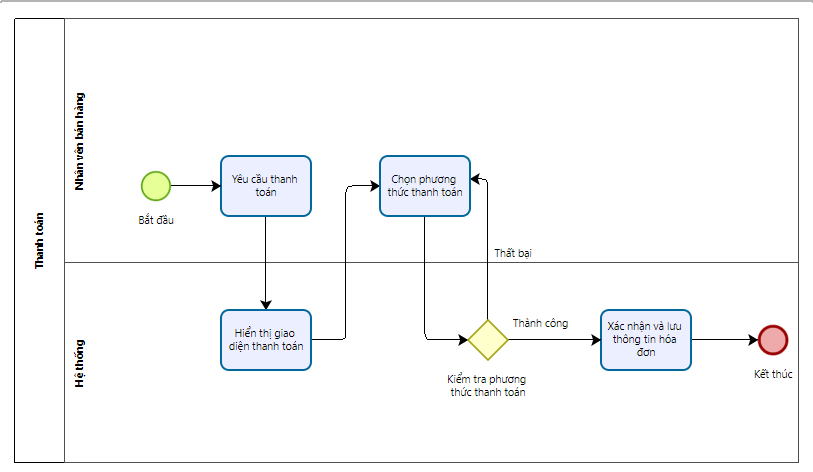 Thanh toán
Nhân vên bán hàng
Bắt đầu
Yêu cầu thanh
toán
Chọn phương
thức thanh toán
Thất bại
Hệ thống
Hiển thị giao
diện thanh toán
Kiểm tra phương
thức thanh toán
Thành công
Xác nhận và lưu
thông tin hóa
đơn
Kết thúc